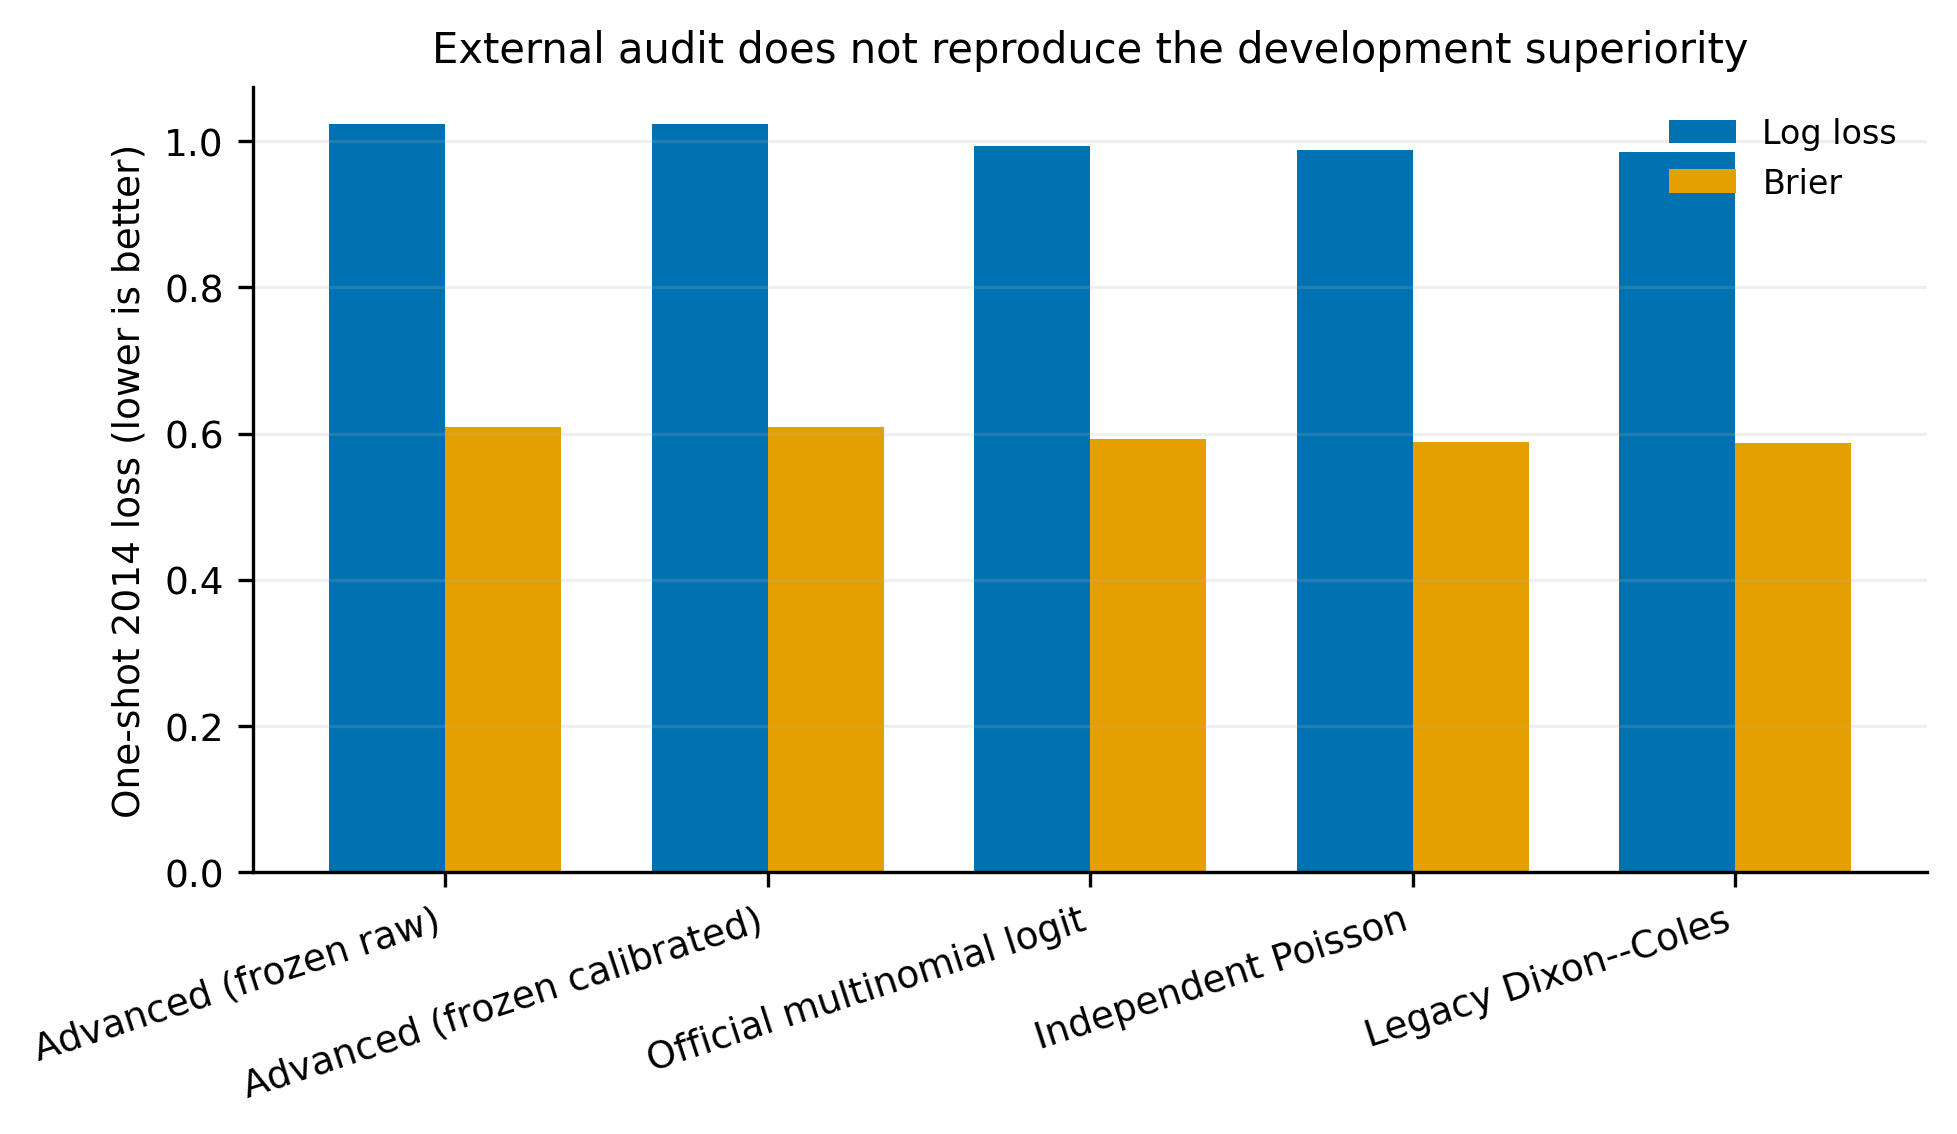 External audit does not reproduce the development superiority
One-shot 2014 loss (lower is better)
1.0
0.8
0.6
0.4
0.2
0.0
Log loss
Brier
Advanced (frozen raw)
Advanced (frozen calibrated)
Official multinomial logit
Independent Poisson
Legacy Dixon--Coles